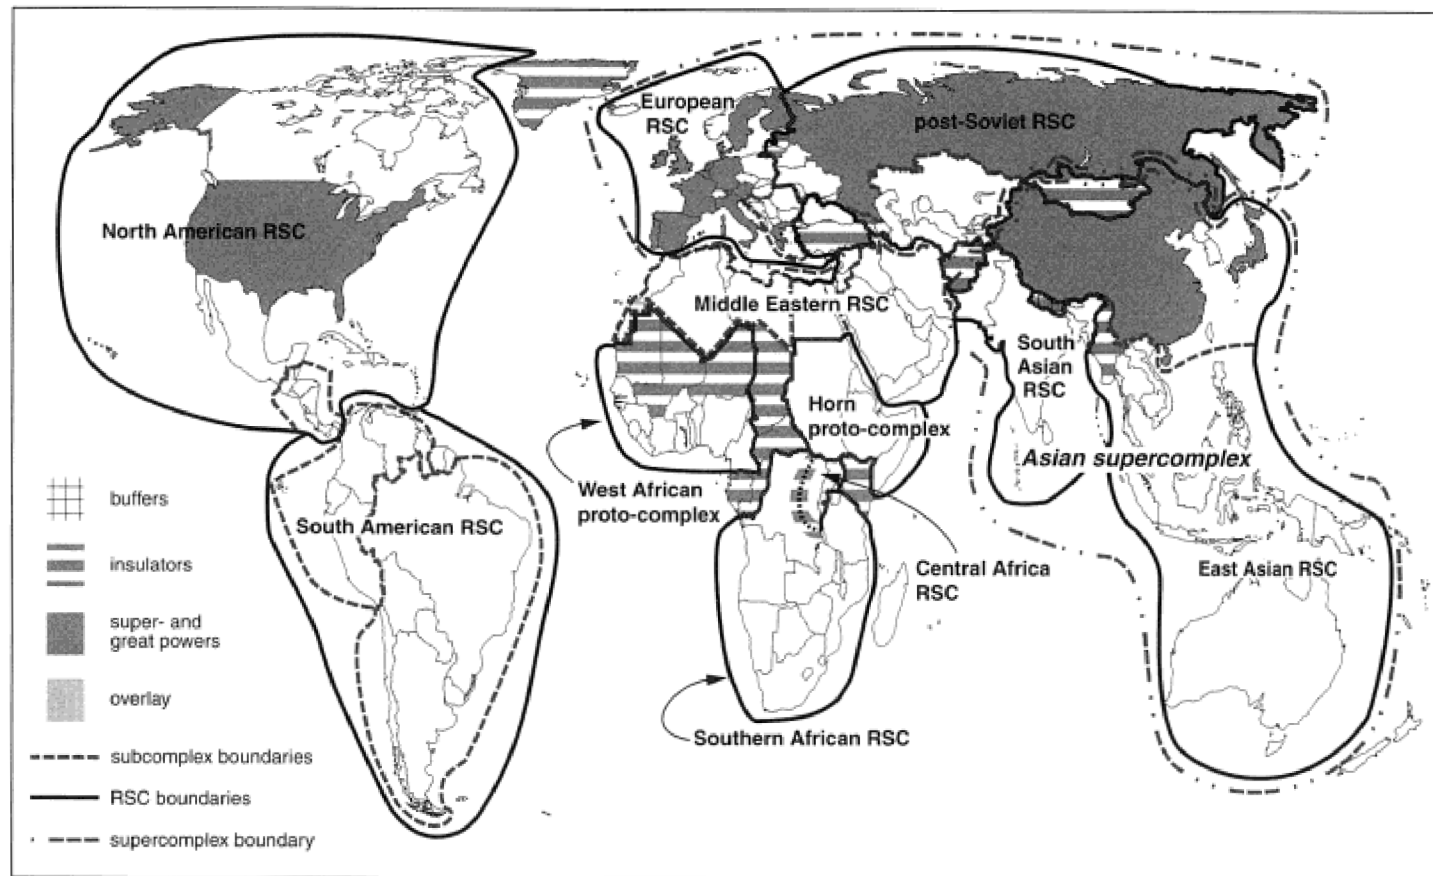 European
RSC
post-Soviet RSC
North American RSC
Middle Eastern RSC
South
Asian
RSC
Horn
proto-complex
Asian supercomplex
West African
proto-complex
South American RSC
Central Africa
RSC
East Asian RSC
Southern African RSC
buffers
insulators
super- and
great powers
overlay
subcomplex boundaries
RSC boundaries
supercomplex boundary